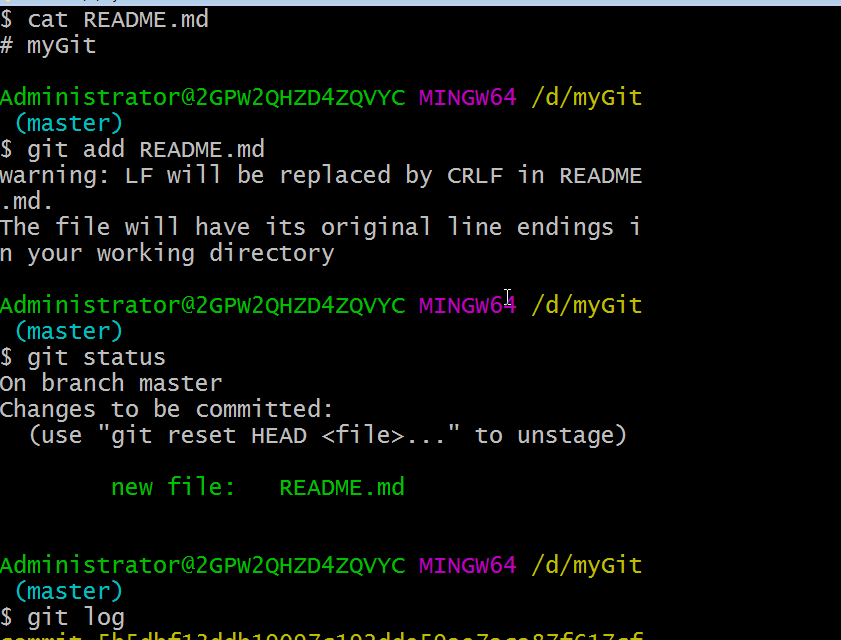 $ cat README.md
# myGit
Administrator@2GPW2QHZD4ZQVYC MINGW64 /d/myGit
(master)
$ git add README.md
warning: LF will be replaced by CRLF in README
.md.
The file will have its original line endings i
n your working directory
Administrator@2GPW2QHZD4ZQVYC MINGW64 /d/myGit
(master)
$ git status
On branch master
Changes to be committed:
(use "git reset HEAD <file>..." to unstage)
new file: README.md
Administrator@2GPW2QHZD4ZQVYC MINGW64 /d/myGit
(master)
$ git log
commit